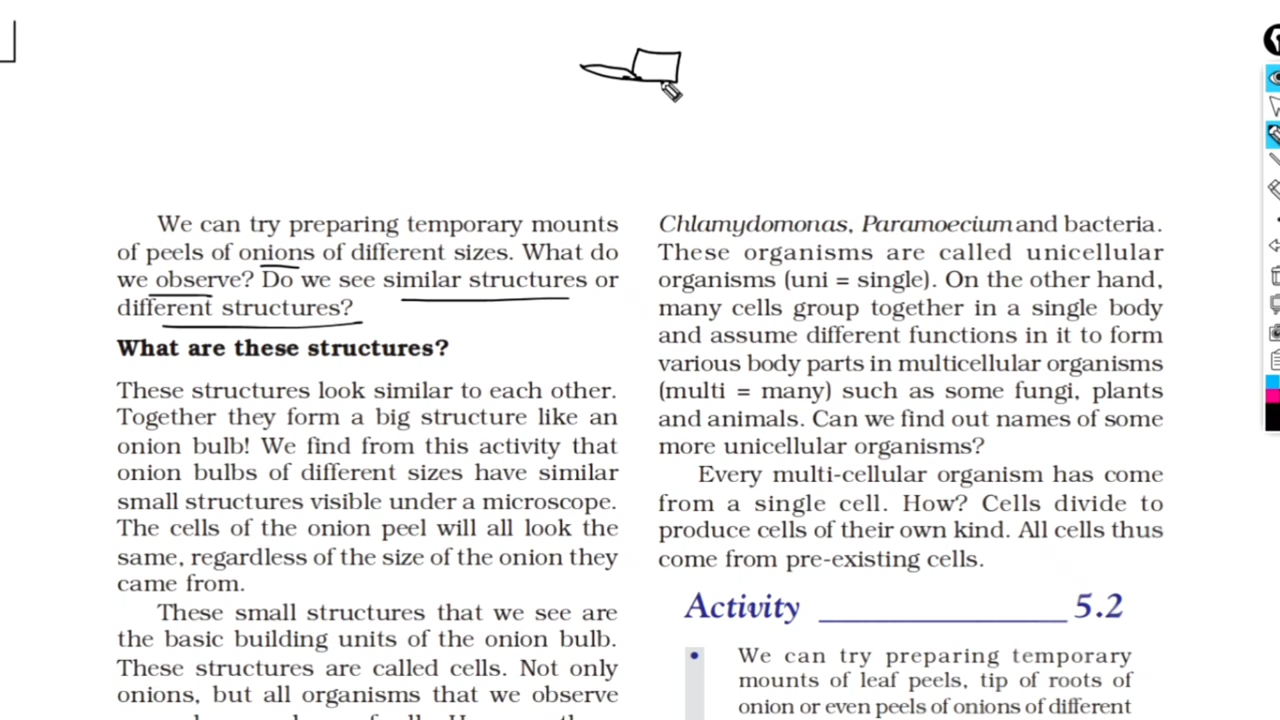 We can try preparing temporary mounts
of peels of onions of different sizes. What do
we observe? Do we see similar structures or
different structures?
What are these structures?
These structures look similar to each other.
Together they form a big structure like an
onion bulb! We find from this activity that
onion bulbs of different sizes have similar
small structures visible under a microscope.
The cells of the onion peel will all look the
same, regardless of the size of the onion they
came from.
These small structures that we see are
the basic building units of the onion bulb.
These structures are called cells. Not only
onions, but all organisms that we observe
Chlamydomonas, Paramoecium and bacteria.
These organisms are called unicellular
organisms (uni = single). On the other hand,
many cells group together in a single body
and assume different functions in it to form
various body parts in multicellular organisms
(multi = many) such as some fungi, plants
and animals. Can we find out names of some
more unicellular organisms?
Every multi-cellular organism has come
from a single cell. How? Cells divide to
produce cells of their own kind. All cells thus
come from pre-existing cells.
Activity 5.2
• We can try preparing temporary
mounts of leaf peels, tip of roots of
onion or even peels of onions of different